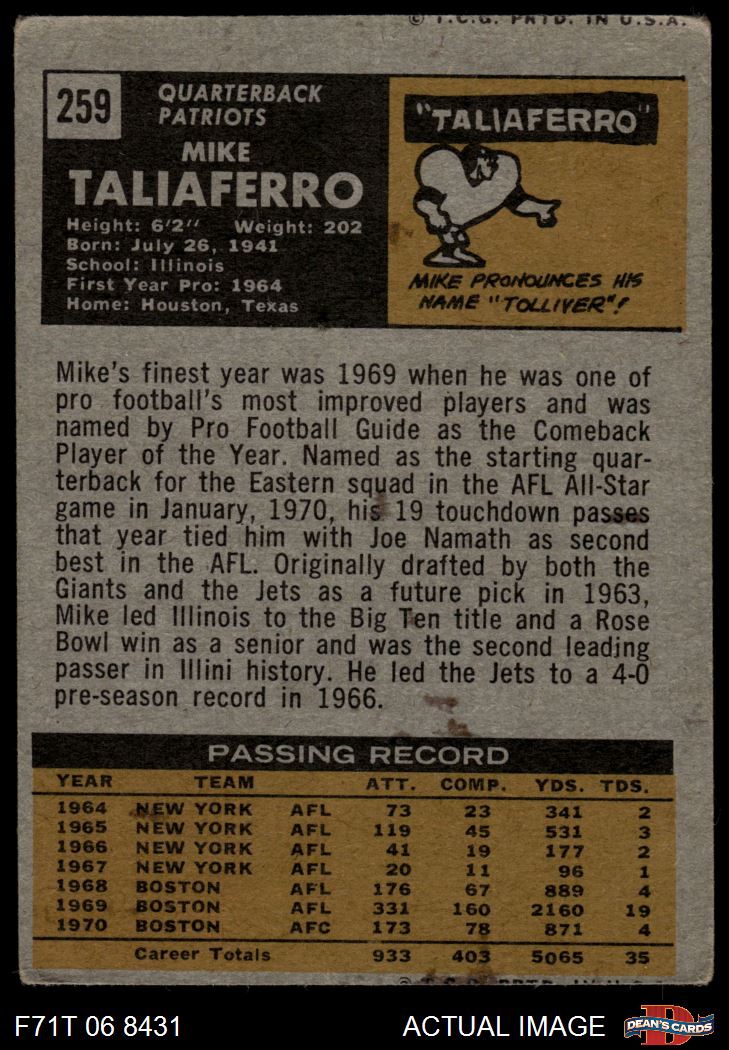 © T.C.G. PRTD. IN U.S.A.
259
QUARTERBACK
PATRIOTS
MIKE
TALIAFERRO
Height: 6'2" Weight: 202
Born: July 26, 1941
School: Illinois
First Year Pro: 1964
Home: Houston, Texas
"TALIAFERRO"
MIKE PRONOUNCES HIS
NAME "TOLLIVER"!
Mike's finest year was 1969 when he was one of
pro football's most improved players and was
named by Pro Football Guide as the Comeback
Player of the Year. Named as the starting quar-
terback for the Eastern squad in the AFL All-Star
game in January, 1970, his 19 touchdown passes
that year tied him with Joe Namath as second
best in the AFL. Originally drafted by both the
Giants and the Jets as a future pick in 1963,
Mike led Illinois to the Big Ten title and a Rose
Bowl win as a senior and was the second leading
passer in Illini history. He led the Jets to a 4-0
pre-season record in 1966.
PASSING RECORD
YEAR TEAM ATT. COMP. YDS. TDS.
1964 NEW YORK AFL 73 23 341 2
1965 NEW YORK AFL 119 45 531 3
1966 NEW YORK AFL 41 19 177 2
1967 NEW YORK AFL 20 11 96 1
1968 BOSTON AFL 176 67 889 4
1969 BOSTON AFL 331 160 2160 19
1970 BOSTON AFC 173 78 871 4
Career Totals 933 403 5065 35
F71T 06 8431
ACTUAL IMAGE
DEAN'S CARDS